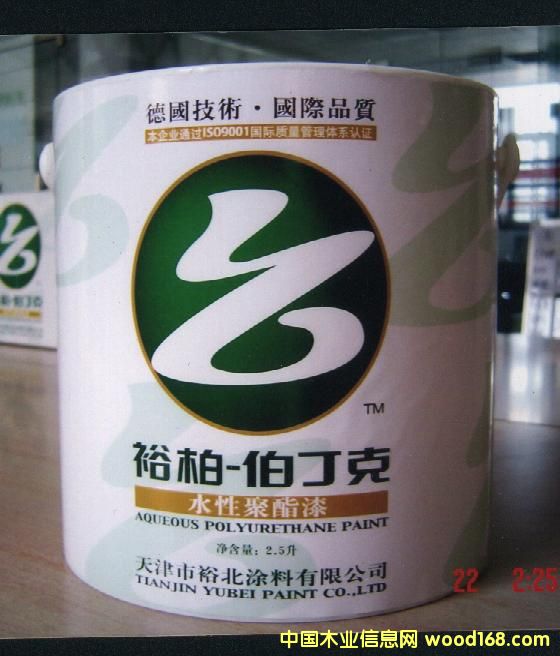 德國技術·國際品質
本企业通过ISO9001国际质量管理体系认证
TM
裕柏-伯丁克
水性聚酯漆
AQUEOUS POLYURETHANE PAINT
净含量：2.5升
天津市裕北涂料有限公司
TIANJIN YUBEI PAINT CO.,LTD
22 2:25
中国木业信息网 wood168.com